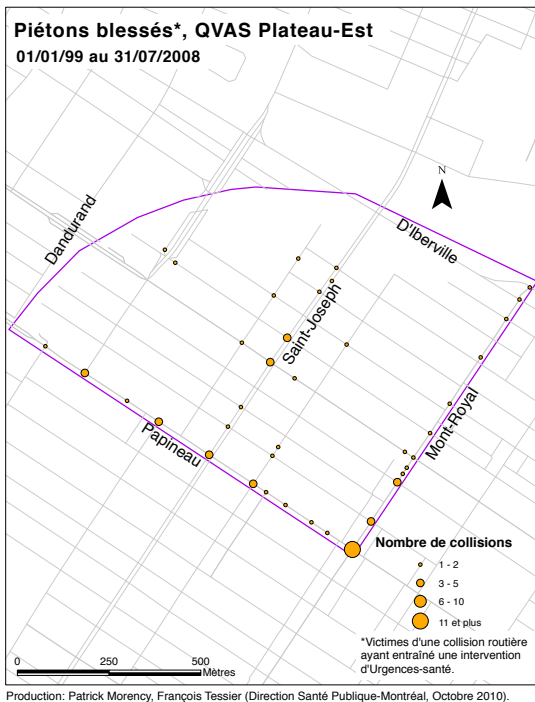 Piétons blessés*, QVAS Plateau-Est
01/01/99 au 31/07/2008
N
Dandurand
D'Iberville
Saint-Joseph
Mont-Royal
Papineau
Nombre de collisions
1 - 2
3 - 5
6 - 10
11 et plus
*Victimes d'une collision routière
ayant entraîné une intervention
d'Urgences-santé.
0 250 500
Mètres
Production: Patrick Morency, François Tessier (Direction Santé Publique-Montréal, Octobre 2010).